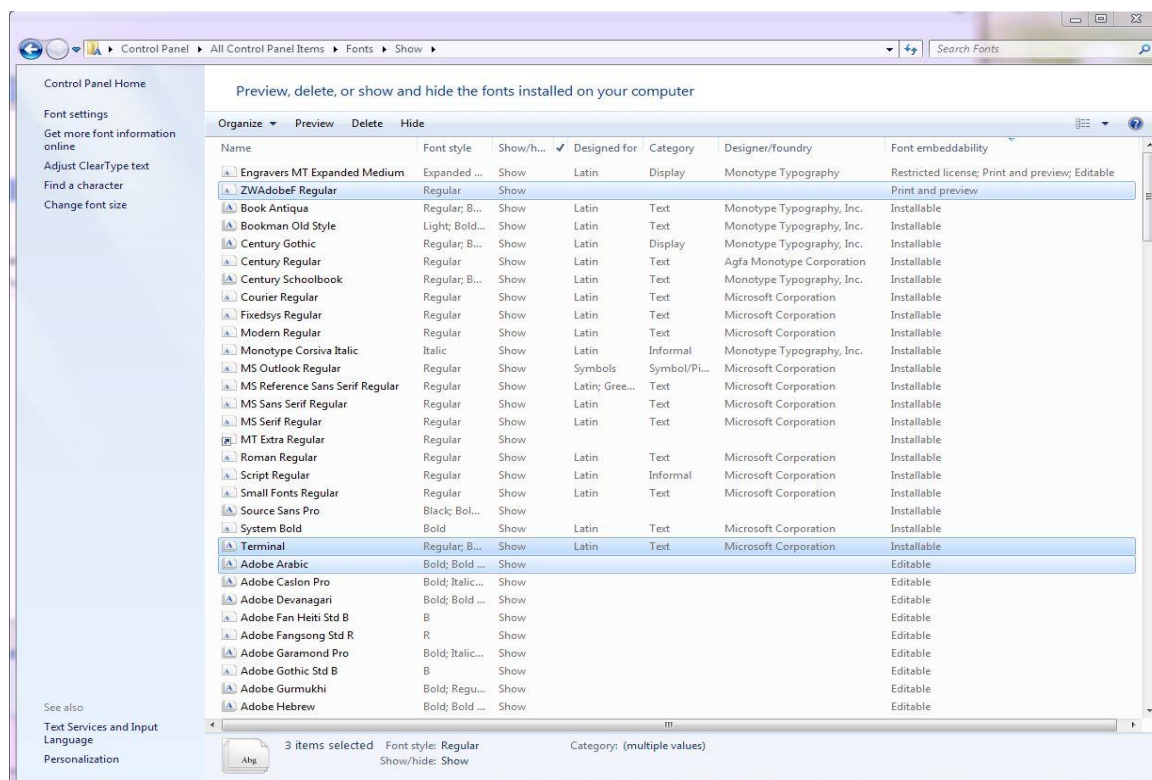 Control Panel ▸ All Control Panel Items ▸ Fonts ▸ Show ▸ Search Fonts
Control Panel Home
Font settings
Get more font information
online
Adjust ClearType text
Find a character
Change font size
See also
Text Services and Input
Language
Personalization
Preview, delete, or show and hide the fonts installed on your computer
Organize Preview Delete Hide
Name Font style Show/h... Designed for Category Designer/foundry Font embeddability
Engravers MT Expanded Medium Expanded ... Show Latin Display Monotype Typography Restricted license; Print and preview; Editable
ZWAdobeF Regular Regular Show Print and preview
Book Antiqua Regular; B... Show Latin Text Monotype Typography, Inc. Installable
Bookman Old Style Light; Bold... Show Latin Text Monotype Typography, Inc. Installable
Century Gothic Regular; B... Show Latin Display Monotype Typography, Inc. Installable
Century Regular Regular Show Latin Text Agfa Monotype Corporation Installable
Century Schoolbook Regular; B... Show Latin Text Monotype Typography, Inc. Installable
Courier Regular Regular Show Latin Text Microsoft Corporation Installable
Fixedsys Regular Regular Show Latin Text Microsoft Corporation Installable
Modern Regular Regular Show Latin Text Microsoft Corporation Installable
Monotype Corsiva Italic Italic Show Latin Informal Monotype Typography, Inc. Installable
MS Outlook Regular Regular Show Symbols Symbol/Pi... Microsoft Corporation Installable
MS Reference Sans Serif Regular Regular Show Latin; Gree... Text Microsoft Corporation Installable
MS Sans Serif Regular Regular Show Latin Text Microsoft Corporation Installable
MS Serif Regular Regular Show Latin Text Microsoft Corporation Installable
MT Extra Regular Regular Show Installable
Roman Regular Regular Show Latin Text Microsoft Corporation Installable
Script Regular Regular Show Latin Informal Microsoft Corporation Installable
Small Fonts Regular Regular Show Latin Text Microsoft Corporation Installable
Source Sans Pro Black; Bol... Show Installable
System Bold Bold Show Latin Text Microsoft Corporation Installable
Terminal Regular; B... Show Latin Text Microsoft Corporation Installable
Adobe Arabic Bold; Bold ... Show Editable
Adobe Caslon Pro Bold; Italic... Show Editable
Adobe Devanagari Bold; Bold ... Show Editable
Adobe Fan Heiti Std B B Show Editable
Adobe Fangsong Std R R Show Editable
Adobe Garamond Pro Bold; Italic... Show Editable
Adobe Gothic Std B B Show Editable
Adobe Gurmukhi Bold; Regu... Show Editable
Adobe Hebrew Bold; Bold ... Show Editable
Abg
3 items selected Font style: Regular Category: (multiple values)
Show/hide: Show